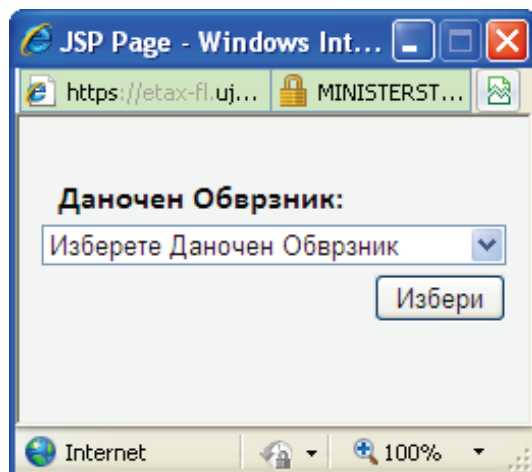 JSP Page - Windows Int...
https://etax-fl.uj... MINISTERST...
Даночен Обврзник:
Изберете Даночен Обврзник
Избери
Internet 100%